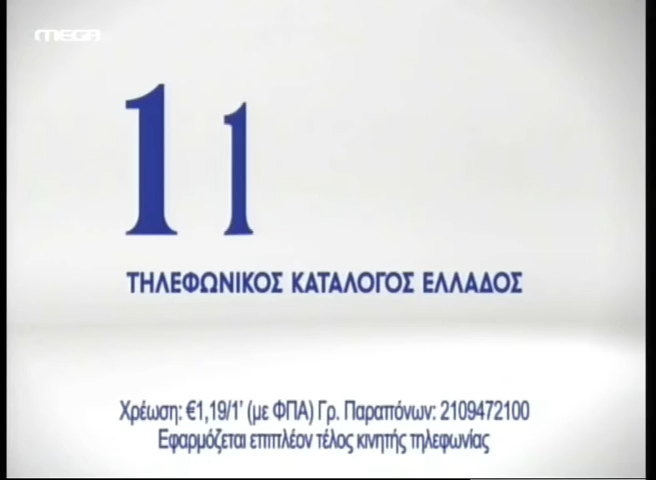 MEGA
11
ΤΗΛΕΦΩΝΙΚΟΣ ΚΑΤΑΛΟΓΟΣ ΕΛΛΑΔΟΣ
Χρέωση: €1,19/1' (με ΦΠΑ) Γρ. Παραπόνων: 2109472100
Εφαρμόζεται επιπλέον τέλος κινητής τηλεφωνίας